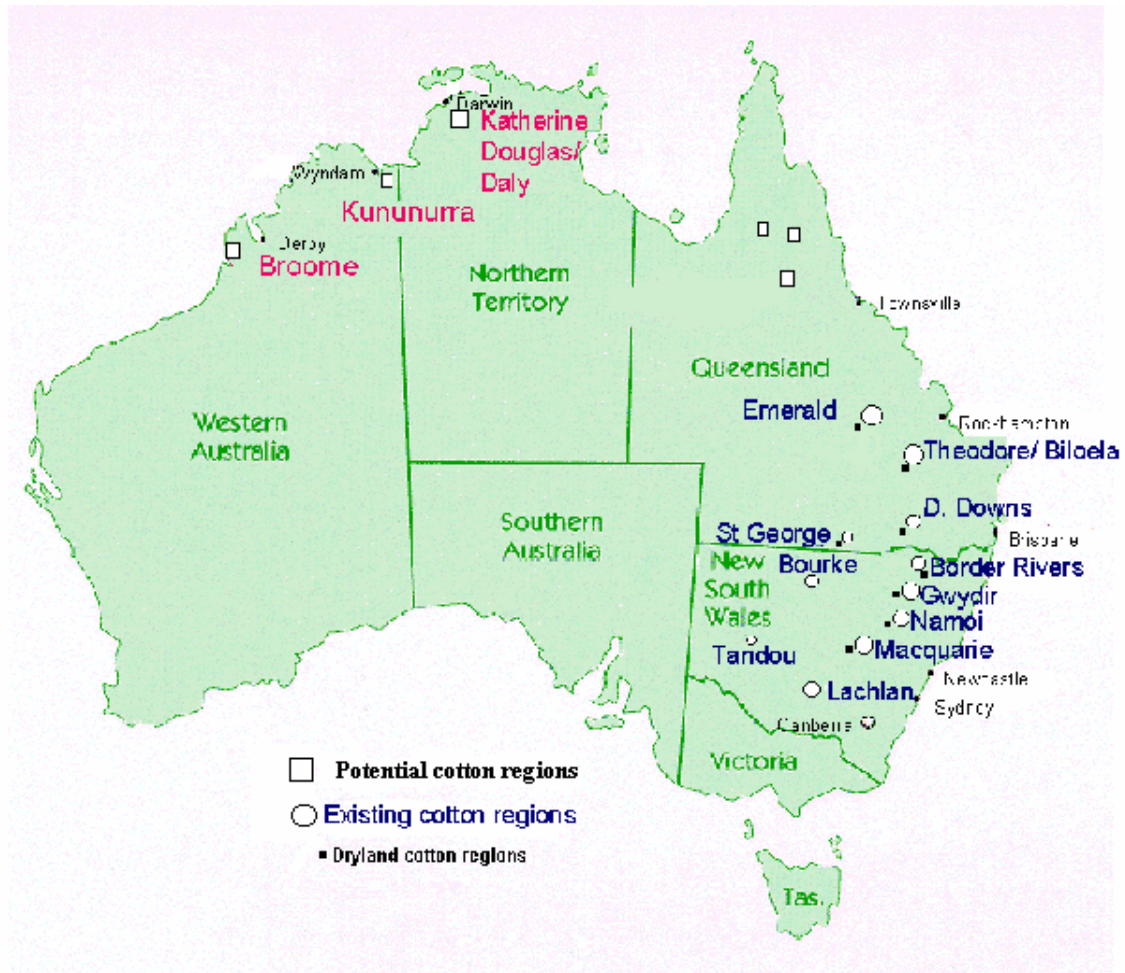 Darwin
Katherine
Douglas/
Daly
Wyndam
Kununurra
Derby
Broome
Northern
Territory
Townsville
Queensland
Emerald
Rockhampton
Western
Australia
Theodore/ Biloela
D. Downs
Southern
Australia
St George
Brisbane
New
South
Wales
Bourke
Border Rivers
Gwydir
Namoi
Tandou
Macquarie
Newcastle
Lachlan
Sydney
Canberra
Victoria
Potential cotton regions
Existing cotton regions
Dryland cotton regions
Tas.